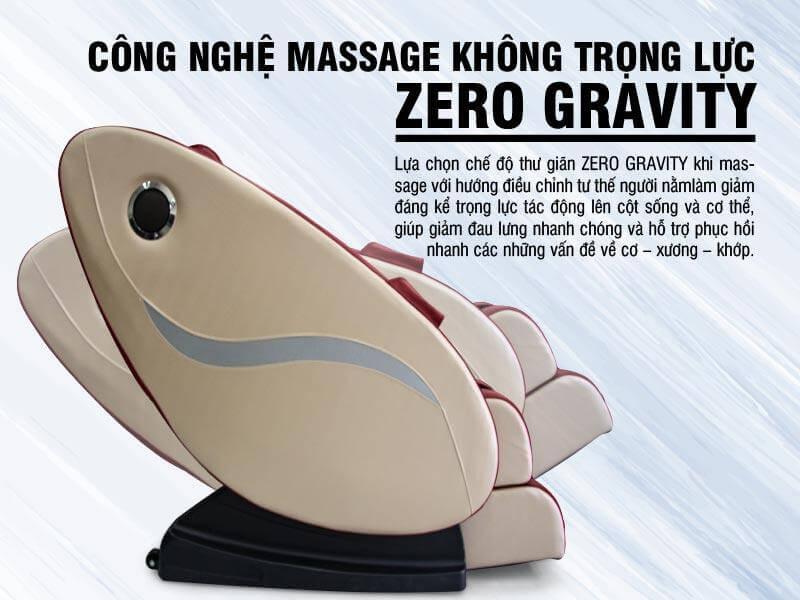 CÔNG NGHỆ MASSAGE KHÔNG TRỌNG LỰC
ZERO GRAVITY
Lựa chọn chế độ thư giãn ZERO GRAVITY khi mas-
sage với hướng điều chỉnh tư thế người nằmlàm giảm
đáng kể trọng lực tác động lên cột sống và cơ thể,
giúp giảm đau lưng nhanh chóng và hỗ trợ phục hồi
nhanh các những vấn đề về cơ – xương – khớp.